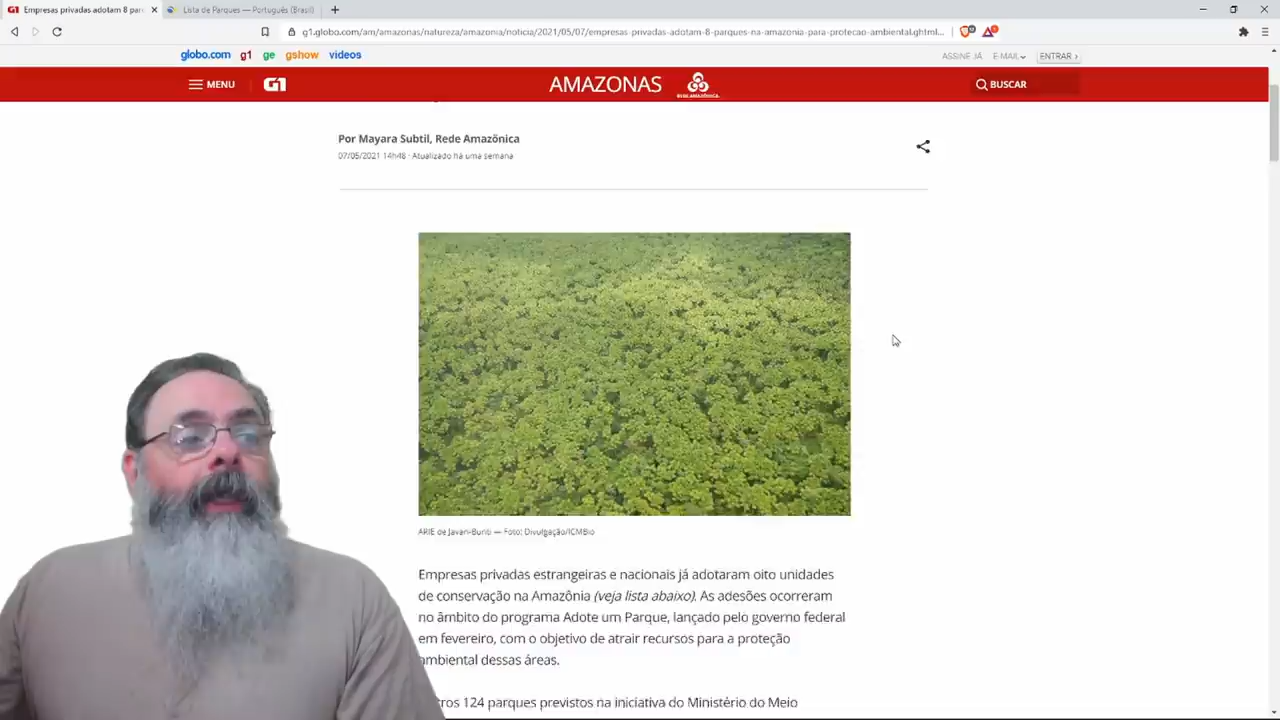 Empresas privadas adotam 8 par
Lista de Parques — Português (Brasil)
g1.globo.com/am/amazonas/natureza/amazonia/noticia/2021/05/07/empresas-privadas-adotam-8-parques-na-amazonia-para-protecao-ambiental.ghtml...
globo.com g1 ge gshow videos
ASSINE JÁ E-MAIL ENTRAR ›
MENU G1 AMAZONAS BUSCAR
Por Mayara Subtil, Rede Amazônica
07/05/2021 14h48 · Atualizado há uma semana
ARIE de Javari-Buriti — Foto: Divulgação/ICMBio
Empresas privadas estrangeiras e nacionais já adotaram oito unidades
de conservação na Amazônia (veja lista abaixo). As adesões ocorreram
no âmbito do programa Adote um Parque, lançado pelo governo federal
em fevereiro, com o objetivo de atrair recursos para a proteção
ambiental dessas áreas.
tros 124 parques previstos na iniciativa do Ministério do Meio